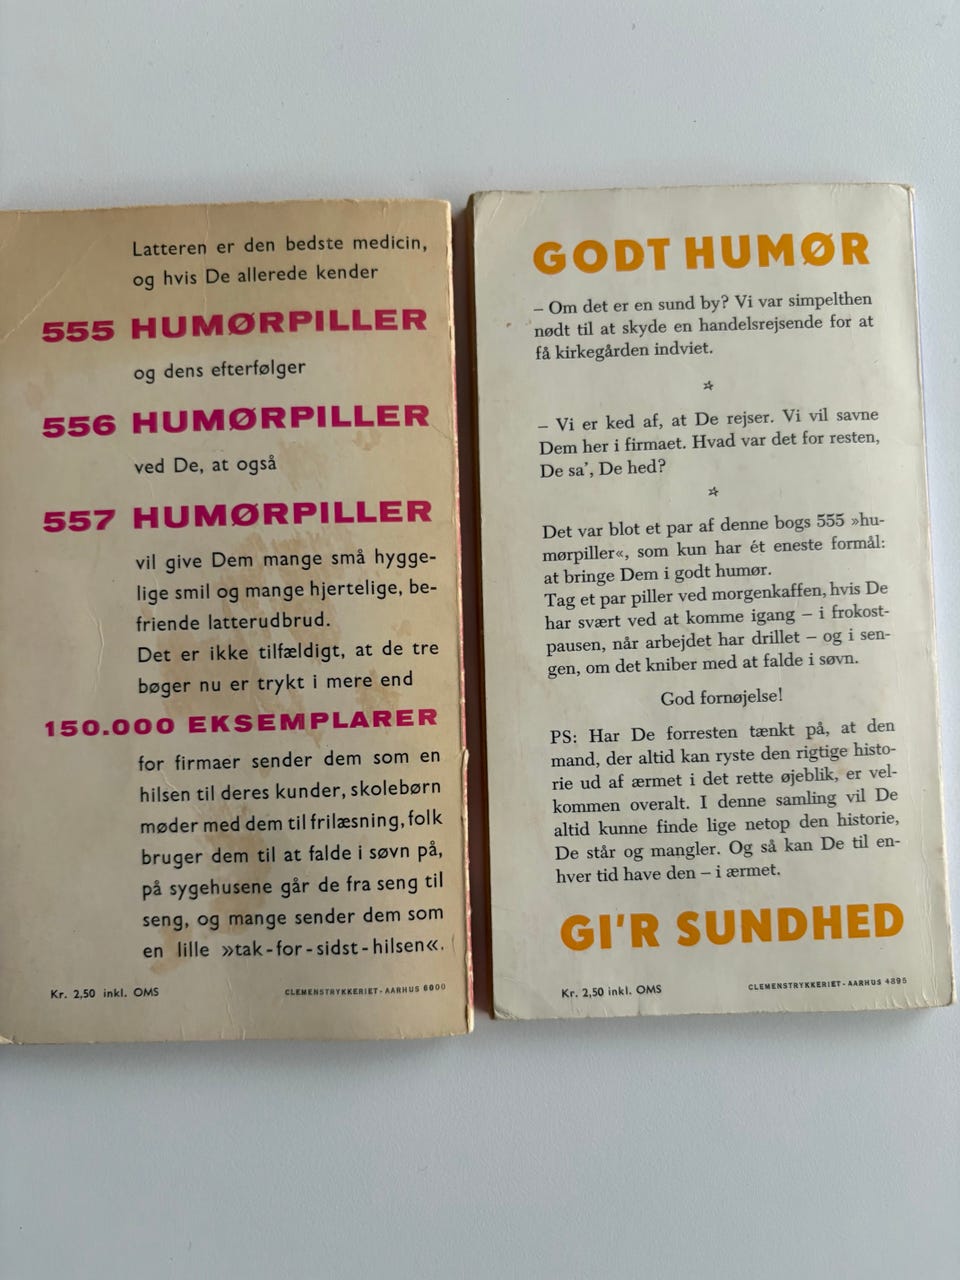 Latteren er den bedste medicin,
og hvis De allerede kender
555 HUMØRPILLER
og dens efterfølger
556 HUMØRPILLER
ved De, at også
557 HUMØRPILLER
vil give Dem mange små hygge-
lige smil og mange hjertelige, be-
friende latterudbrud.
Det er ikke tilfældigt, at de tre
bøger nu er trykt i mere end
150.000 EKSEMPLARER
for firmaer sender dem som en
hilsen til deres kunder, skolebørn
møder med dem til frilæsning, folk
bruger dem til at falde i søvn på,
på sygehusene går de fra seng til
seng, og mange sender dem som
en lille »tak-for-sidst-hilsen«.
Kr. 2,50 inkl. OMS
CLEMENSTRYKKERIET - AARHUS 6000
GODT HUMØR
– Om det er en sund by? Vi var simpelthen
nødt til at skyde en handelsrejsende for at
få kirkegården indviet.
– Vi er ked af, at De rejser. Vi vil savne
Dem her i firmaet. Hvad var det for resten,
De sa', De hed?
Det var blot et par af denne bogs 555 »hu-
mørpiller«, som kun har ét eneste formål:
at bringe Dem i godt humør.
Tag et par piller ved morgenkaffen, hvis De
har svært ved at komme igang – i frokost-
pausen, når arbejdet har drillet – og i sen-
gen, om det kniber med at falde i søvn.
God fornøjelse!
PS: Har De forresten tænkt på, at den
mand, der altid kan ryste den rigtige histo-
rie ud af ærmet i det rette øjeblik, er vel-
kommen overalt. I denne samling vil De
altid kunne finde lige netop den historie,
De står og mangler. Og så kan De til en-
hver tid have den – i ærmet.
GI'R SUNDHED
Kr. 2,50 inkl. OMS
CLEMENSTRYKKERIET - AARHUS 4895